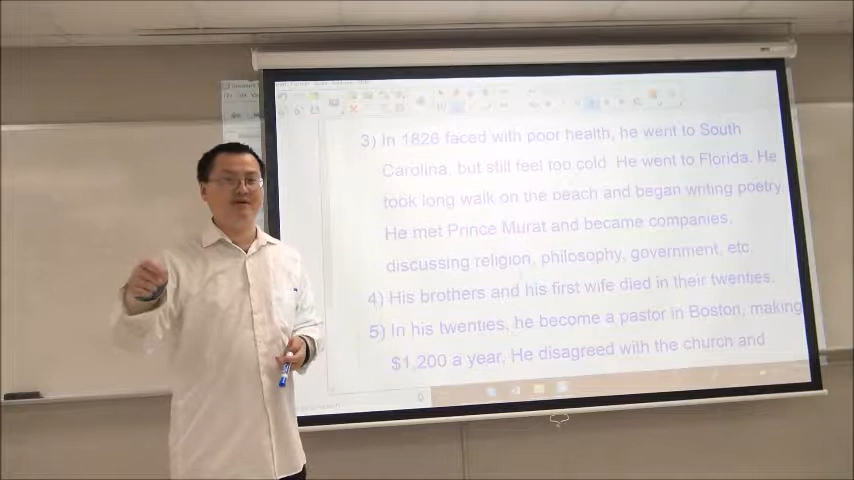 3) In 1826 faced with poor health, he went to South
Carolina, but still feel too cold. He went to Florida. He
took long walk on the beach and began writing poetry.
He met Prince Murat and became companies,
discussing religion, philosophy, government, etc.
4) His brothers and his first wife died in their twenties.
5) In his twenties, he become a pastor in Boston, making
$1,200 a year. He disagreed with the church and